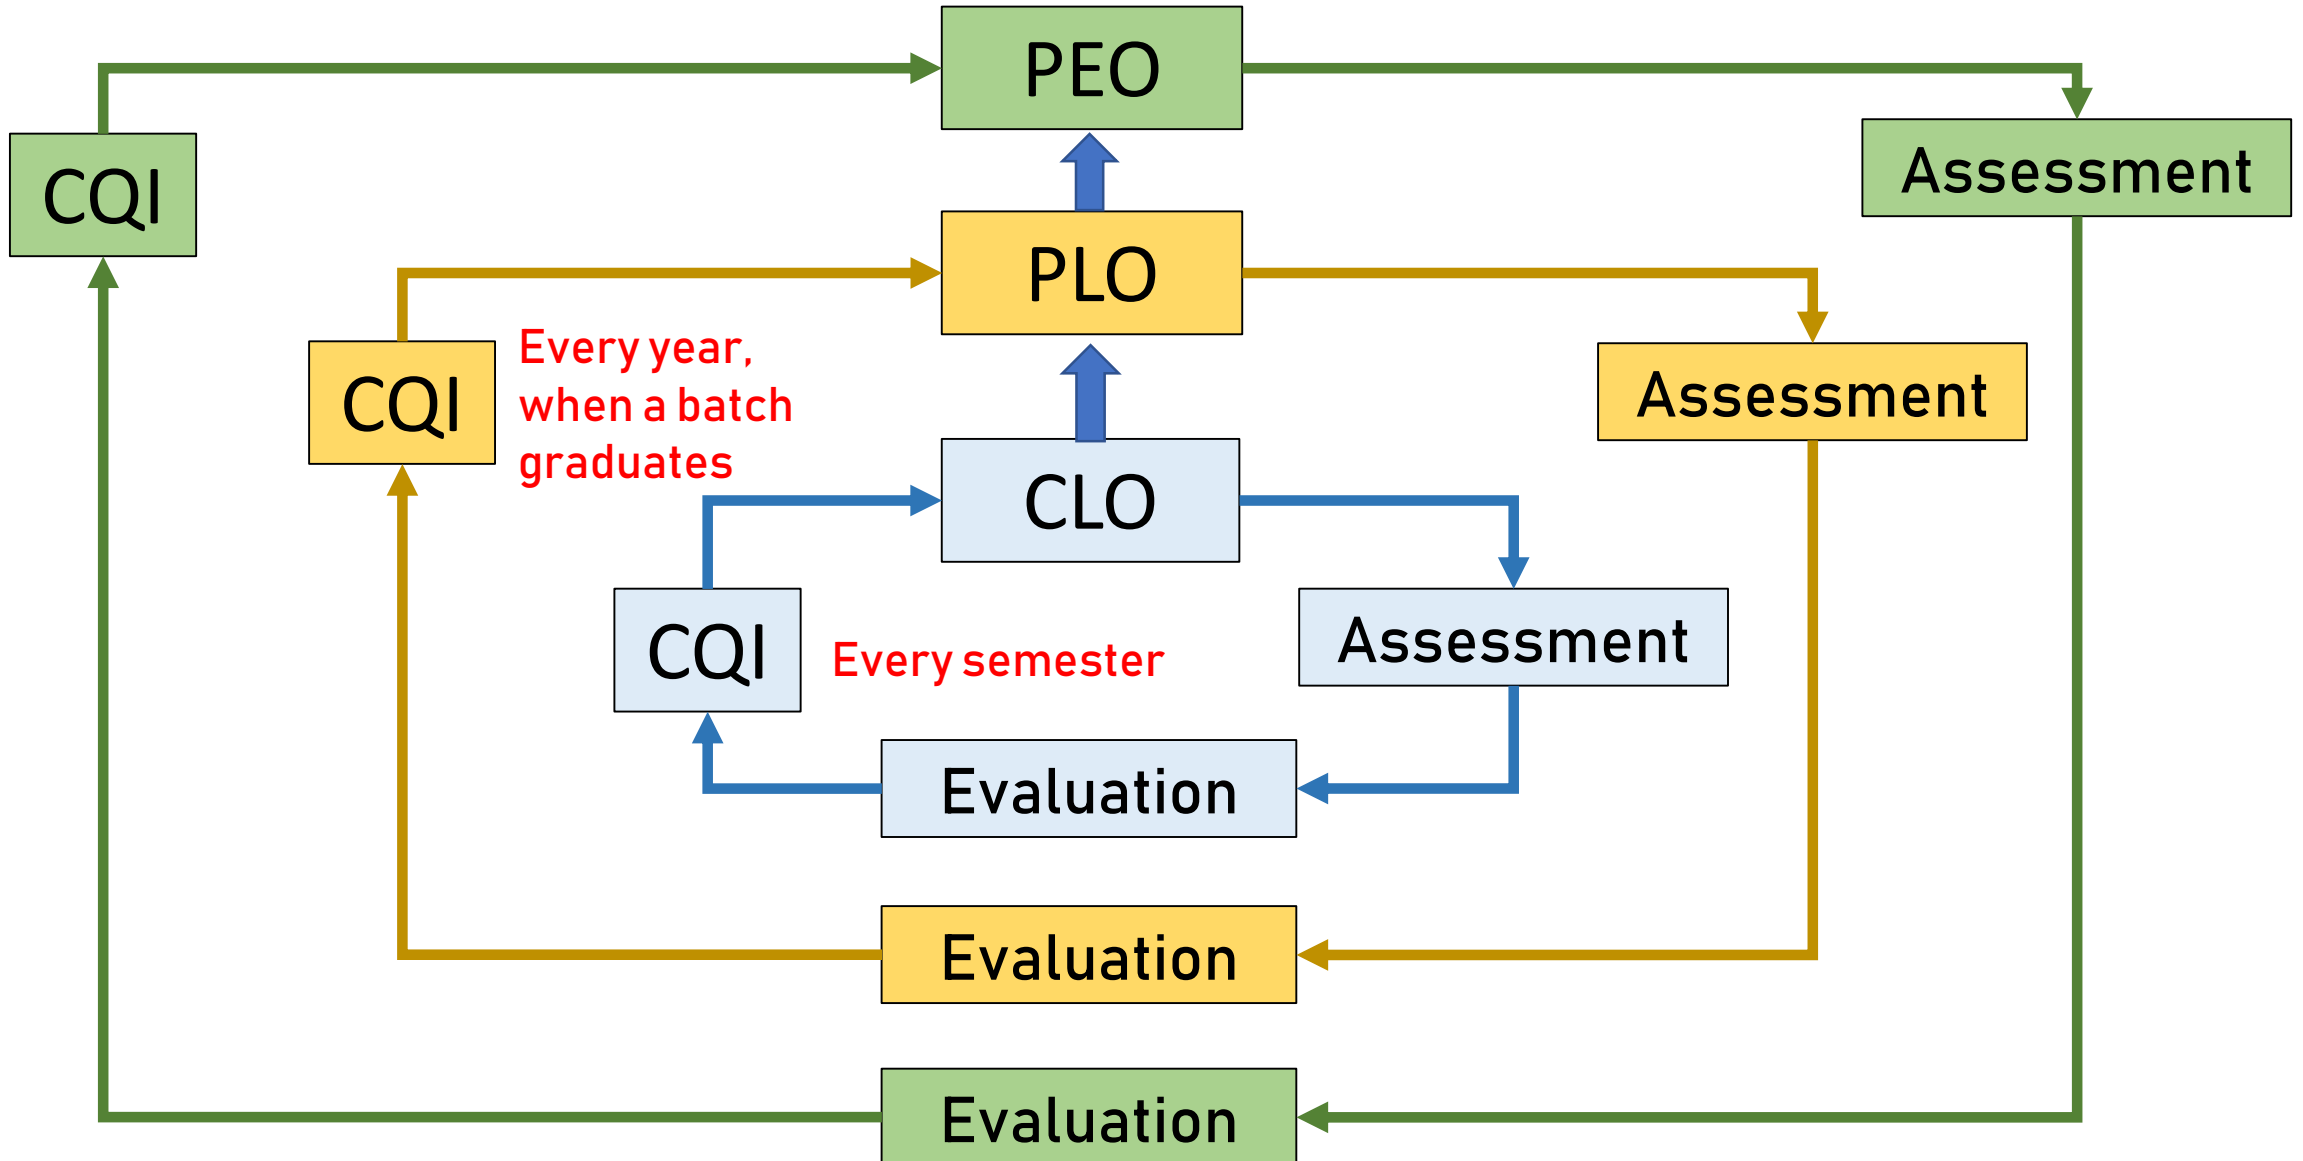 PEO
CQI
Assessment
PLO
CQI
Every year,
when a batch
graduates
Assessment
CLO
CQI
Every semester
Assessment
Evaluation
Evaluation
Evaluation